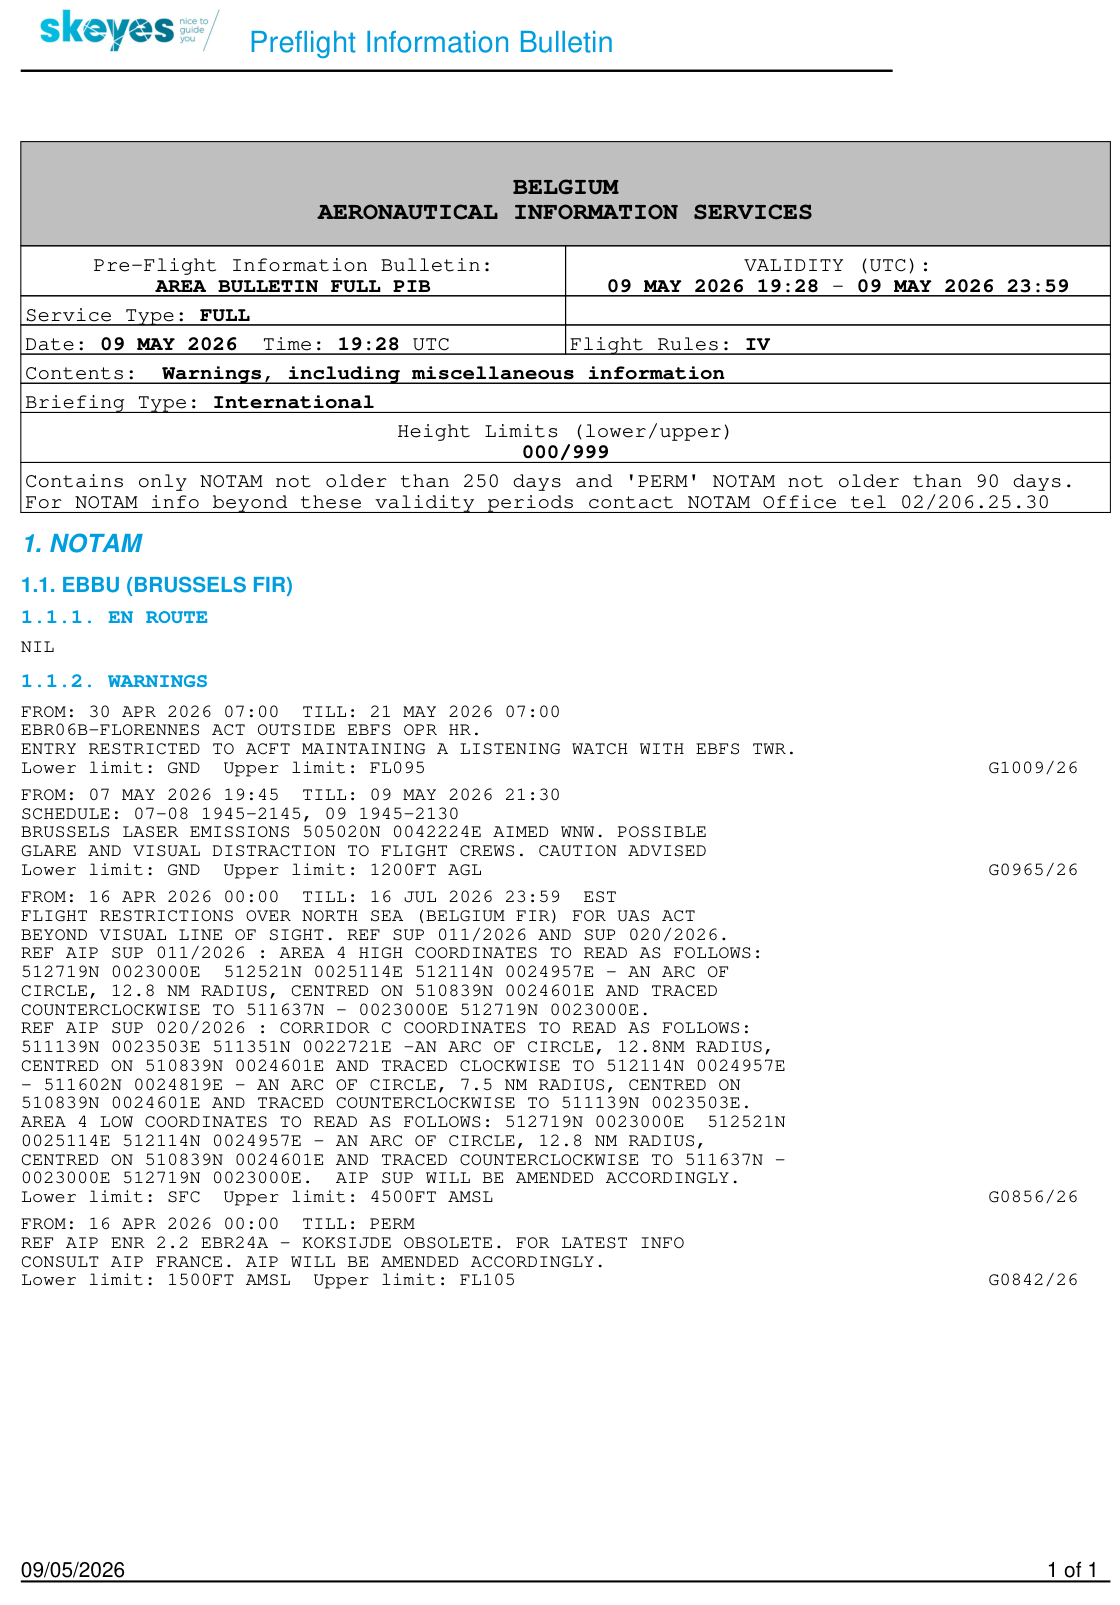 skeyes nice to guide you
Preflight Information Bulletin
BELGIUM
AERONAUTICAL INFORMATION SERVICES
Pre-Flight Information Bulletin:
AREA BULLETIN FULL PIB
VALIDITY (UTC):
09 MAY 2026 19:28 - 09 MAY 2026 23:59
Service Type: FULL
Date: 09 MAY 2026  Time: 19:28 UTC
Flight Rules: IV
Contents:  Warnings, including miscellaneous information
Briefing Type: International
Height Limits (lower/upper)
000/999
Contains only NOTAM not older than 250 days and 'PERM' NOTAM not older than 90 days.
For NOTAM info beyond these validity periods contact NOTAM Office tel 02/206.25.30
1. NOTAM
1.1. EBBU (BRUSSELS FIR)
1.1.1. EN ROUTE
NIL
1.1.2. WARNINGS
FROM: 30 APR 2026 07:00  TILL: 21 MAY 2026 07:00
EBR06B-FLORENNES ACT OUTSIDE EBFS OPR HR.
ENTRY RESTRICTED TO ACFT MAINTAINING A LISTENING WATCH WITH EBFS TWR.
Lower limit: GND  Upper limit: FL095 G1009/26
FROM: 07 MAY 2026 19:45  TILL: 09 MAY 2026 21:30
SCHEDULE: 07-08 1945-2145, 09 1945-2130
BRUSSELS LASER EMISSIONS 505020N 0042224E AIMED WNW. POSSIBLE
GLARE AND VISUAL DISTRACTION TO FLIGHT CREWS. CAUTION ADVISED
Lower limit: GND  Upper limit: 1200FT AGL G0965/26
FROM: 16 APR 2026 00:00  TILL: 16 JUL 2026 23:59  EST
FLIGHT RESTRICTIONS OVER NORTH SEA (BELGIUM FIR) FOR UAS ACT
BEYOND VISUAL LINE OF SIGHT. REF SUP 011/2026 AND SUP 020/2026.
REF AIP SUP 011/2026 : AREA 4 HIGH COORDINATES TO READ AS FOLLOWS:
512719N 0023000E  512521N 0025114E 512114N 0024957E - AN ARC OF
CIRCLE, 12.8 NM RADIUS, CENTRED ON 510839N 0024601E AND TRACED
COUNTERCLOCKWISE TO 511637N - 0023000E 512719N 0023000E.
REF AIP SUP 020/2026 : CORRIDOR C COORDINATES TO READ AS FOLLOWS:
511139N 0023503E 511351N 0022721E -AN ARC OF CIRCLE, 12.8NM RADIUS,
CENTRED ON 510839N 0024601E AND TRACED CLOCKWISE TO 512114N 0024957E
- 511602N 0024819E - AN ARC OF CIRCLE, 7.5 NM RADIUS, CENTRED ON
510839N 0024601E AND TRACED COUNTERCLOCKWISE TO 511139N 0023503E.
AREA 4 LOW COORDINATES TO READ AS FOLLOWS: 512719N 0023000E  512521N
0025114E 512114N 0024957E - AN ARC OF CIRCLE, 12.8 NM RADIUS,
CENTRED ON 510839N 0024601E AND TRACED COUNTERCLOCKWISE TO 511637N -
0023000E 512719N 0023000E.  AIP SUP WILL BE AMENDED ACCORDINGLY.
Lower limit: SFC  Upper limit: 4500FT AMSL G0856/26
FROM: 16 APR 2026 00:00  TILL: PERM
REF AIP ENR 2.2 EBR24A - KOKSIJDE OBSOLETE. FOR LATEST INFO
CONSULT AIP FRANCE. AIP WILL BE AMENDED ACCORDINGLY.
Lower limit: 1500FT AMSL  Upper limit: FL105 G0842/26
09/05/2026 1 of 1